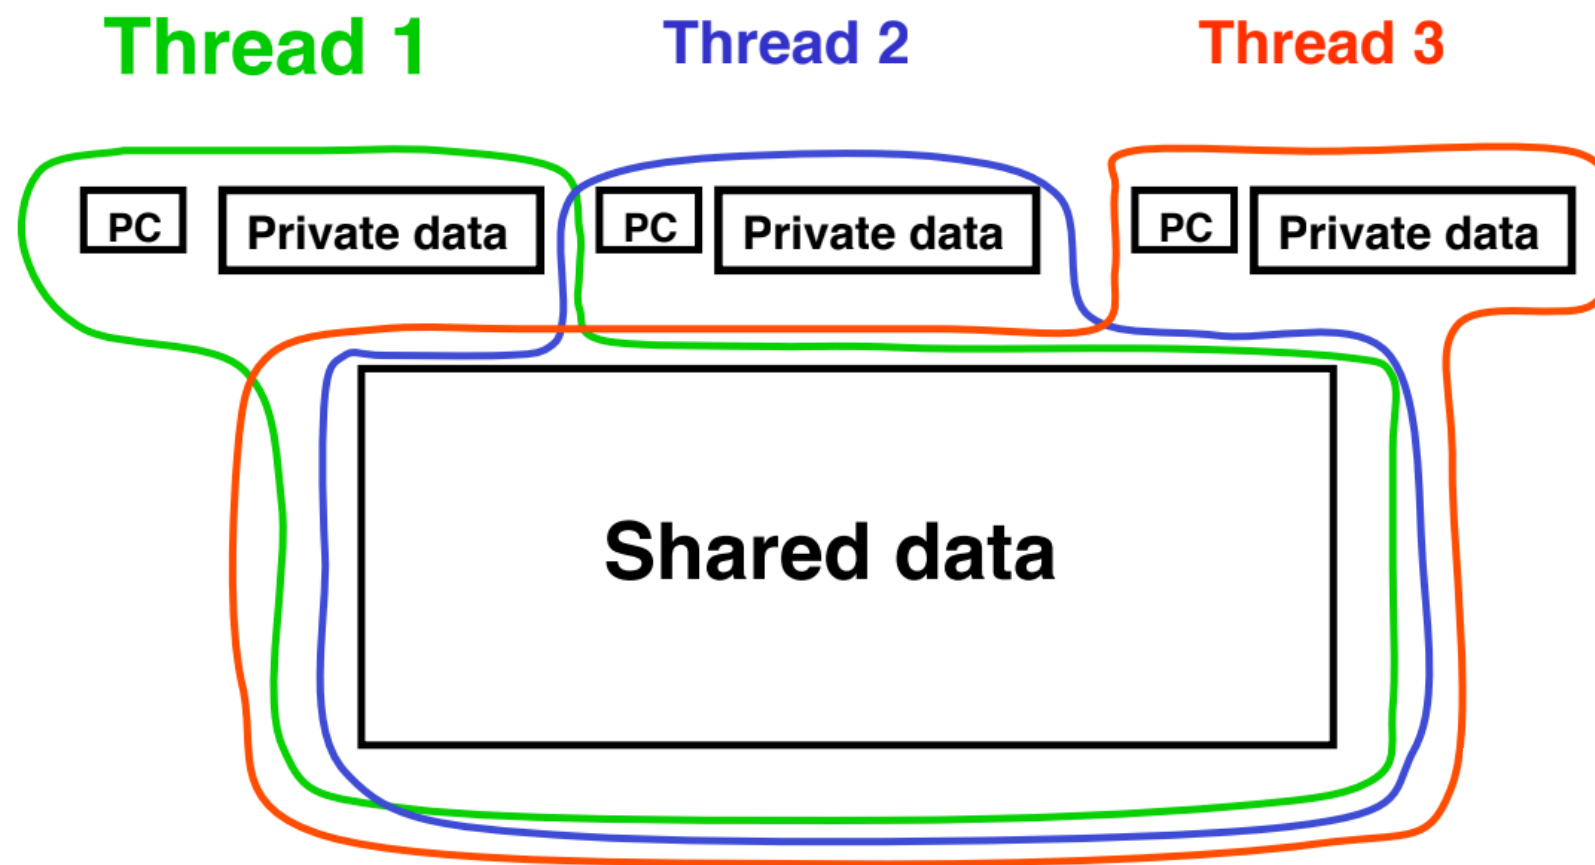 Thread 1 Thread 2 Thread 3
PC Private data PC Private data PC Private data
Shared data